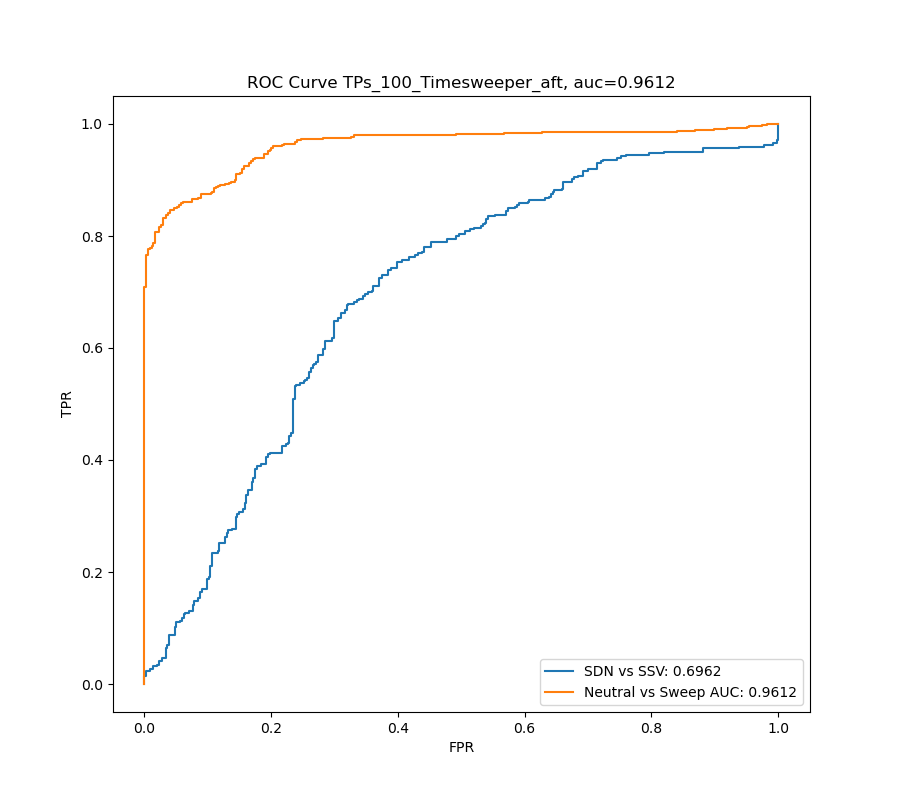 ROC Curve TPs_100_Timesweeper_aft, auc=0.9612
1.0
0.8
0.6
0.4
0.2
0.0
TPR
0.0 0.2 0.4 0.6 0.8 1.0
FPR
SDN vs SSV: 0.6962
Neutral vs Sweep AUC: 0.9612